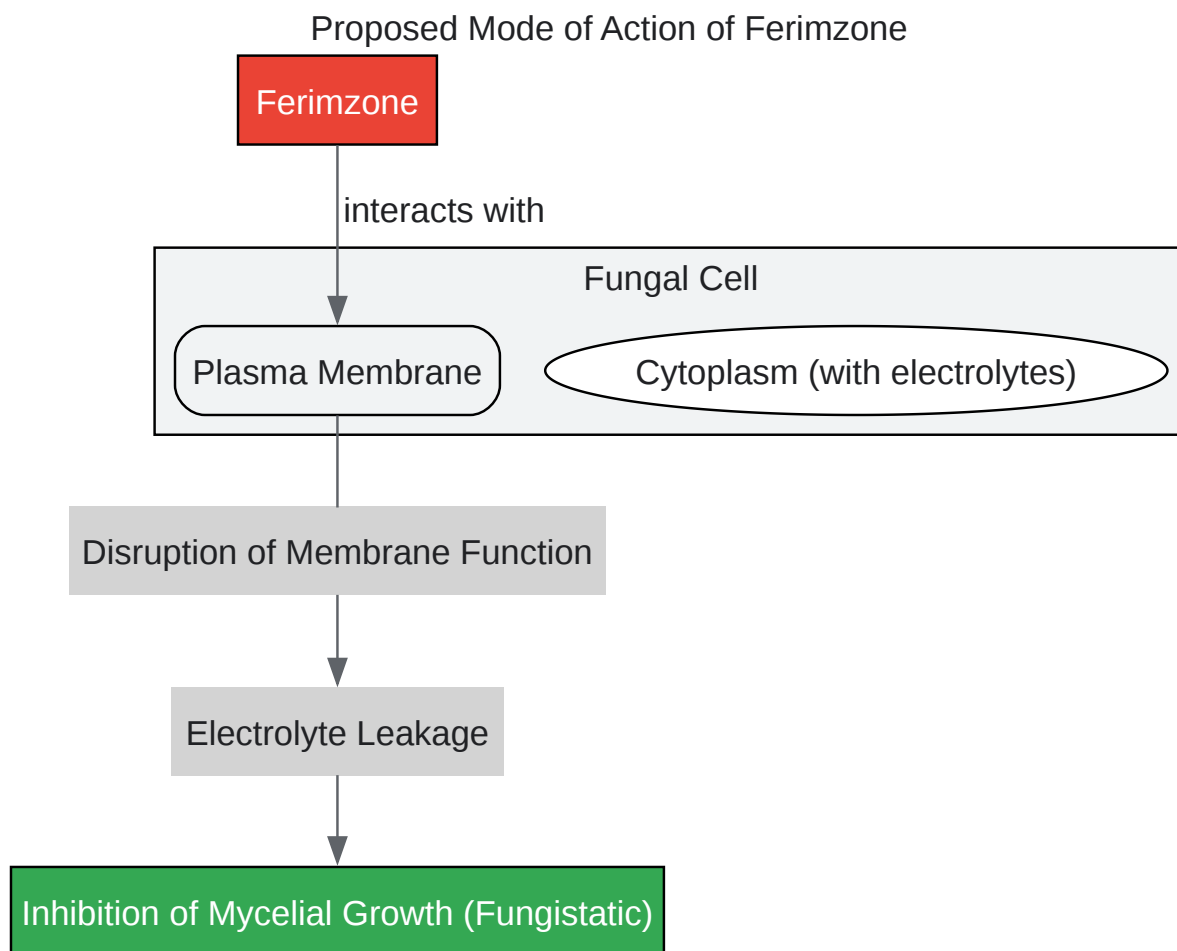 Proposed Mode of Action of Ferimzone
Ferimzone
interacts with
Fungal Cell
Plasma Membrane
Cytoplasm (with electrolytes)
Disruption of Membrane Function
Electrolyte Leakage
Inhibition of Mycelial Growth (Fungistatic)